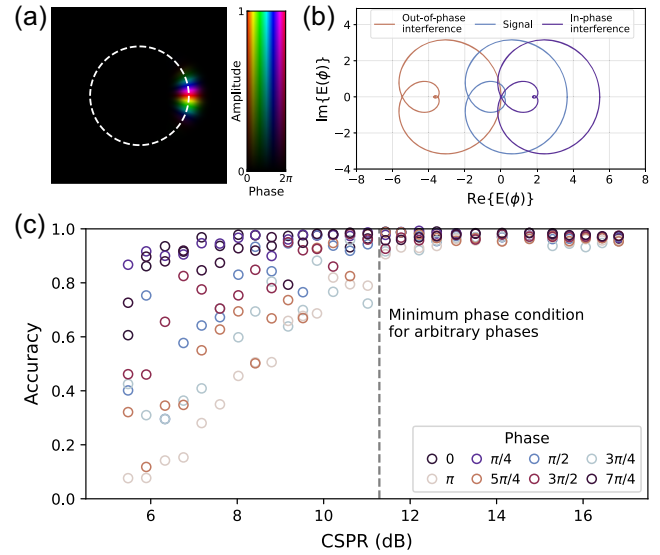 (a)
1
Amplitude
0
0 2π
Phase
(b)
Out-of-phase interference
Signal
In-phase interference
4
2
0
−2
−4
Im{E(ϕ)}
−8 −6 −4 −2 0 2 4 6 8
Re{E(ϕ)}
(c)
1.0
0.8
0.6
0.4
0.2
0.0
Accuracy
Minimum phase condition
for arbitrary phases
Phase
0 π/4 π/2 3π/4
π 5π/4 3π/2 7π/4
6 8 10 12 14 16
CSPR (dB)